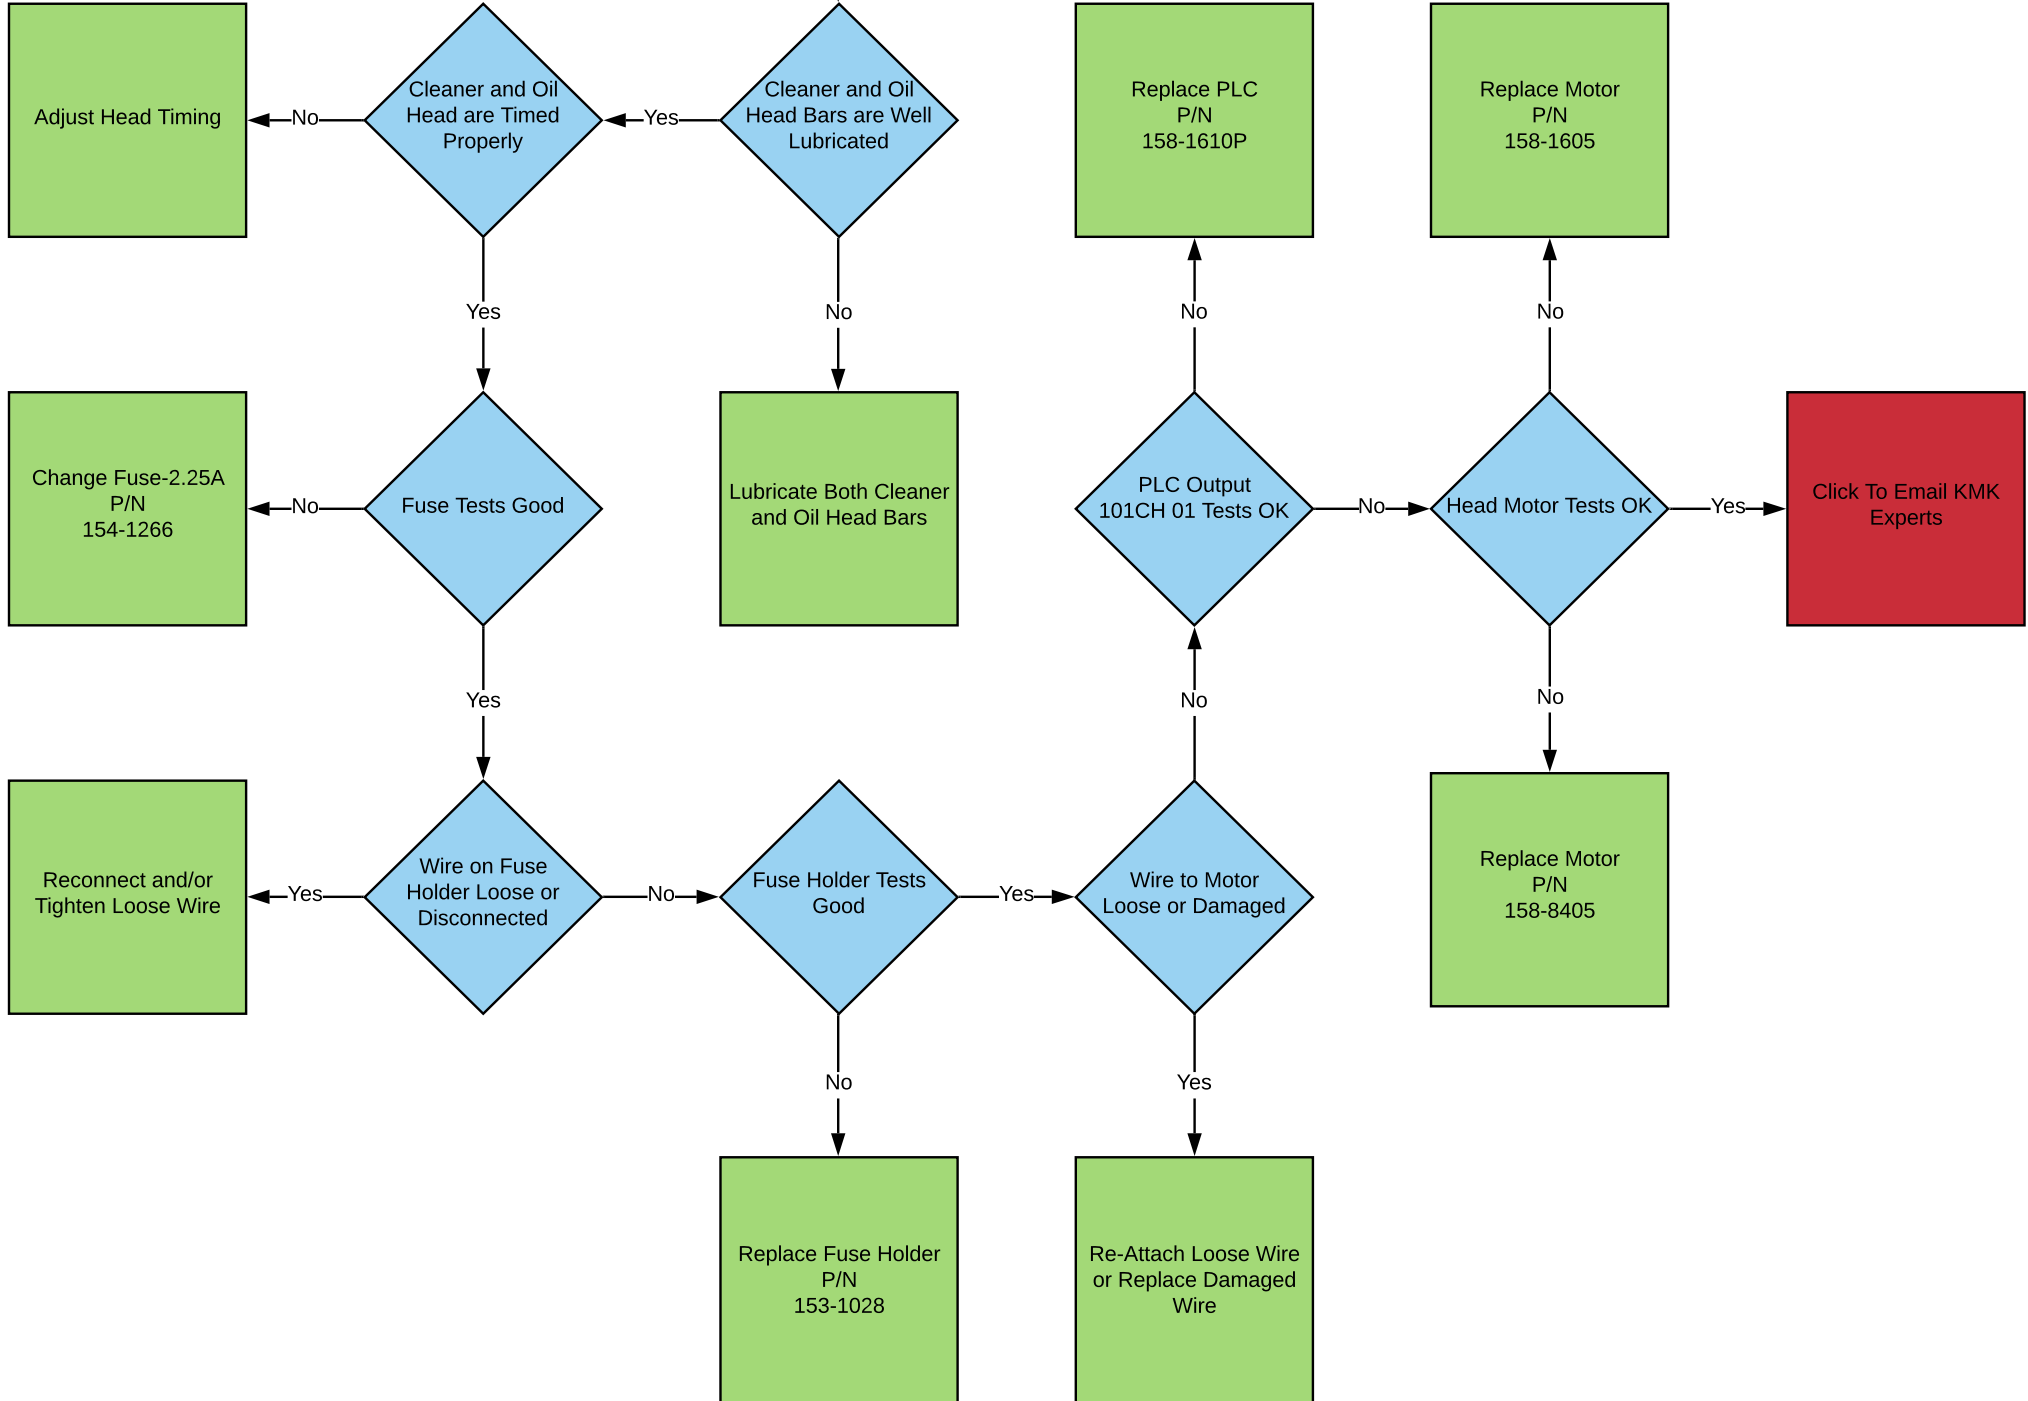 Adjust Head Timing
No
Cleaner and Oil
Head are Timed
Properly
Yes
Cleaner and Oil
Head Bars are Well
Lubricated
Replace PLC
P/N
158-1610P
Replace Motor
P/N
158-1605
Yes
No
No
No
Change Fuse-2.25A
P/N
154-1266
No
Fuse Tests Good
Lubricate Both Cleaner
and Oil Head Bars
PLC Output
101CH 01 Tests OK
No
Head Motor Tests OK
Yes
Click To Email KMK
Experts
Yes
No
No
Reconnect and/or
Tighten Loose Wire
Yes
Wire on Fuse
Holder Loose or
Disconnected
No
Fuse Holder Tests
Good
Yes
Wire to Motor
Loose or Damaged
Replace Motor
P/N
158-8405
No
Yes
Replace Fuse Holder
P/N
153-1028
Re-Attach Loose Wire
or Replace Damaged
Wire